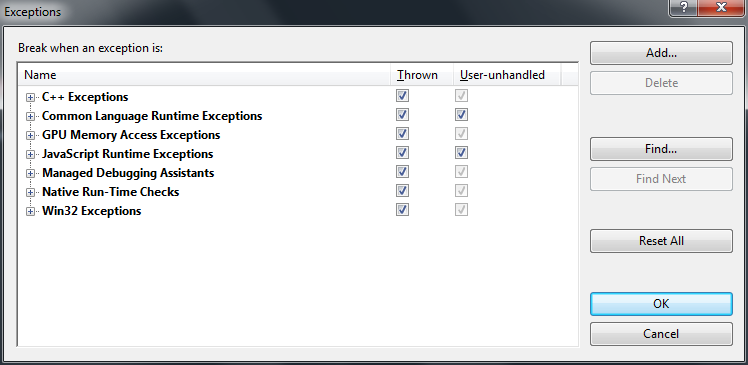 Exceptions
Break when an exception is:
Name Thrown User-unhandled
C++ Exceptions
Common Language Runtime Exceptions
GPU Memory Access Exceptions
JavaScript Runtime Exceptions
Managed Debugging Assistants
Native Run-Time Checks
Win32 Exceptions
Add...
Delete
Find...
Find Next
Reset All
OK
Cancel